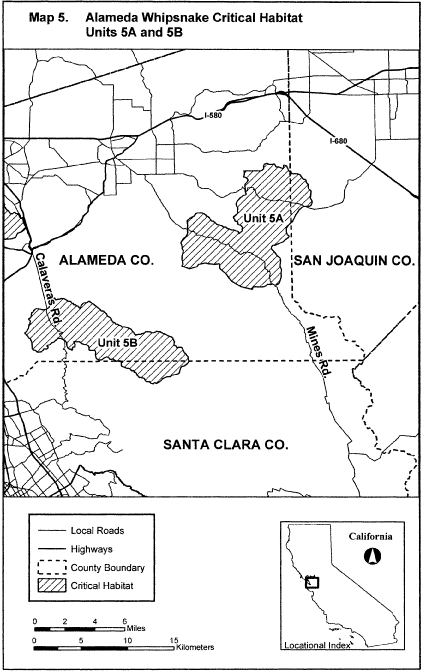 Map 5. Alameda Whipsnake Critical Habitat
Units 5A and 5B
I-580
I-680
Unit 5A
ALAMEDA CO.
SAN JOAQUIN CO.
Calaveras Rd.
Unit 5B
Mines Rd.
SANTA CLARA CO.
Local Roads
Highways
County Boundary
Critical Habitat
California
Locational Index
0 2 4 6
Miles
0 5 10 15
Kilometers